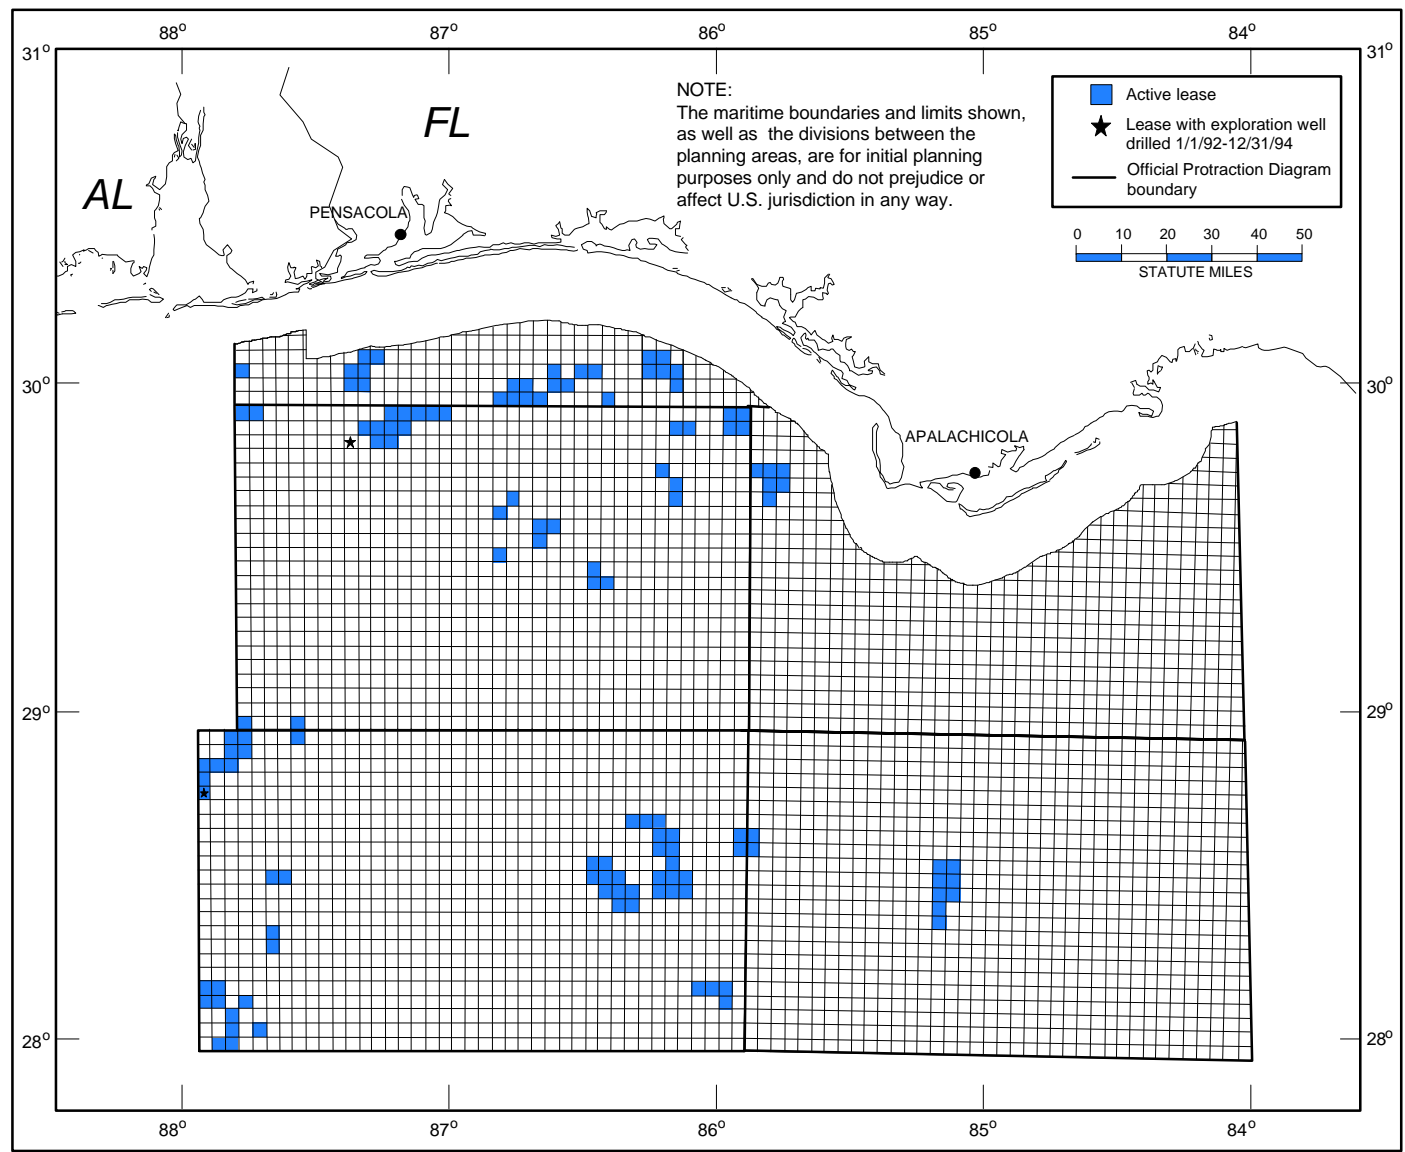 88° 87° 86° 85° 84°
31° 31°
NOTE:
The maritime boundaries and limits shown,
as well as the divisions between the
planning areas, are for initial planning
purposes only and do not prejudice or
affect U.S. jurisdiction in any way.
Active lease
Lease with exploration well
drilled 1/1/92-12/31/94
Official Protraction Diagram
boundary
FL
AL
PENSACOLA
0 10 20 30 40 50
STATUTE MILES
30° 30°
APALACHICOLA
29° 29°
28° 28°
88° 87° 86° 85° 84°